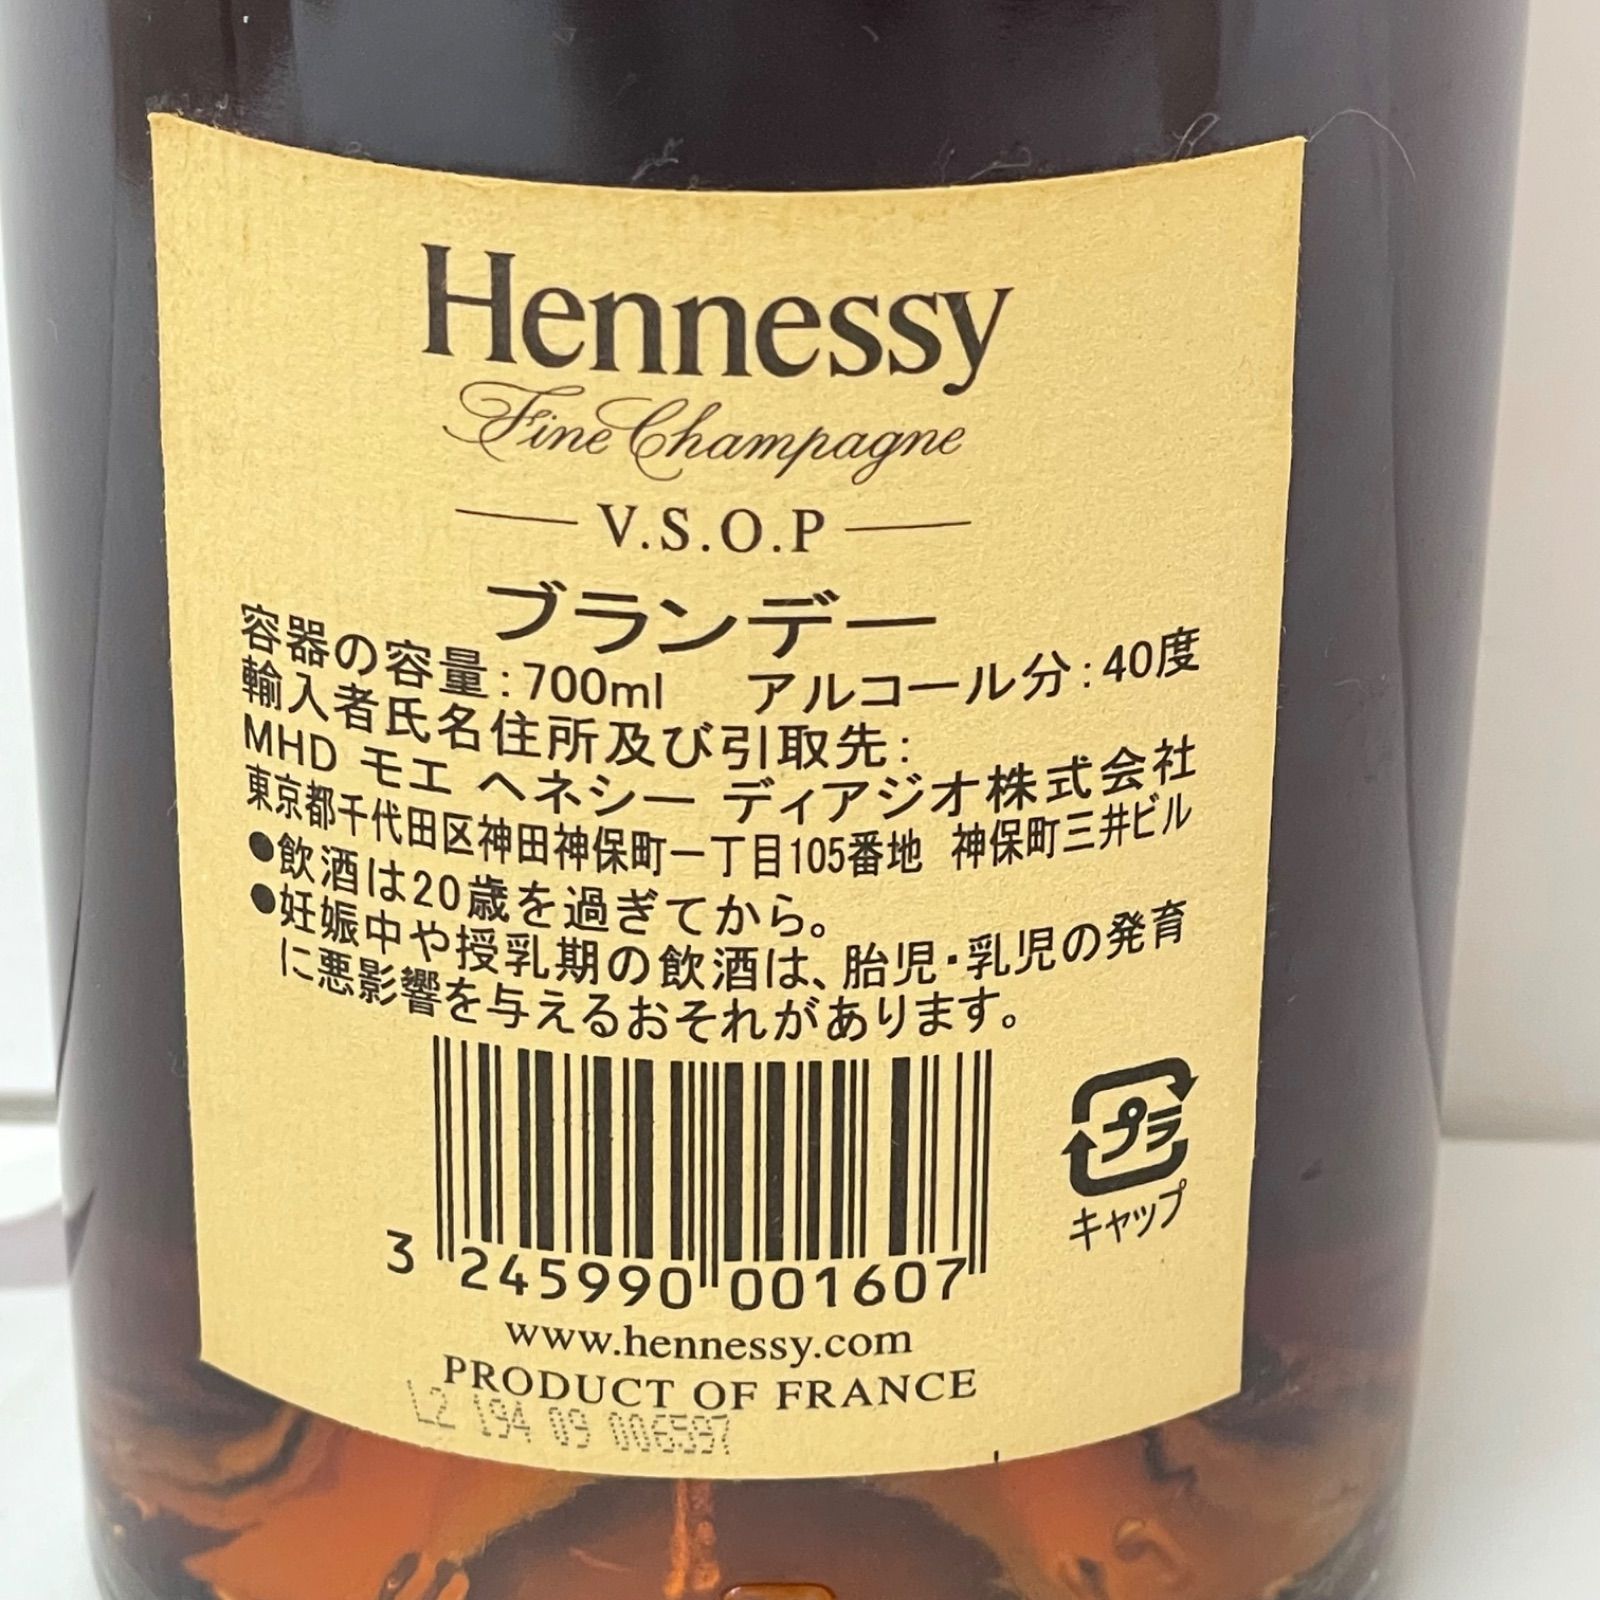 Hennessy
Fine Champagne
V.S.O.P
ブランデー
容器の容量:700ml アルコール分:40度
輸入者氏名住所及び引取先:
MHD モエ ヘネシー ディアジオ株式会社
東京都千代田区神田神保町一丁目105番地 神保町三井ビル
●飲酒は20歳を過ぎてから。
●妊娠中や授乳期の飲酒は、胎児・乳児の発育
に悪影響を与えるおそれがあります。
プラ
キャップ
3 245990 001607
www.hennessy.com
PRODUCT OF FRANCE
L2 194 09 006597